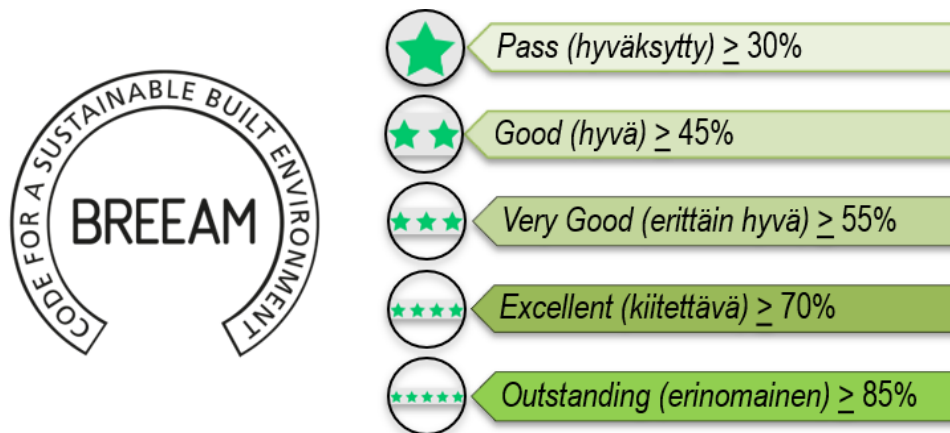 CODE FOR A SUSTAINABLE BUILT ENVIRONMENT
BREEAM
Pass (hyväksytty) ≥ 30%
Good (hyvä) ≥ 45%
Very Good (erittäin hyvä) ≥ 55%
Excellent (kiitettävä) ≥ 70%
Outstanding (erinomainen) ≥ 85%